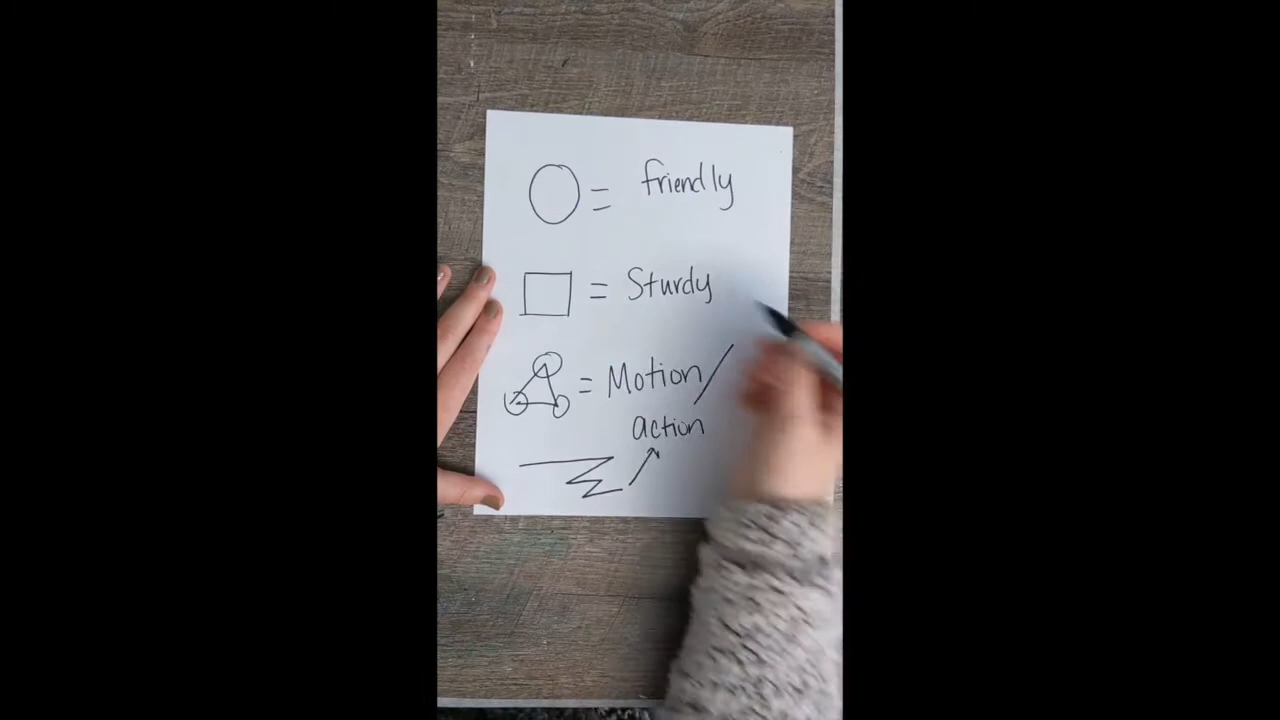 = friendly
= Sturdy
= Motion/
action